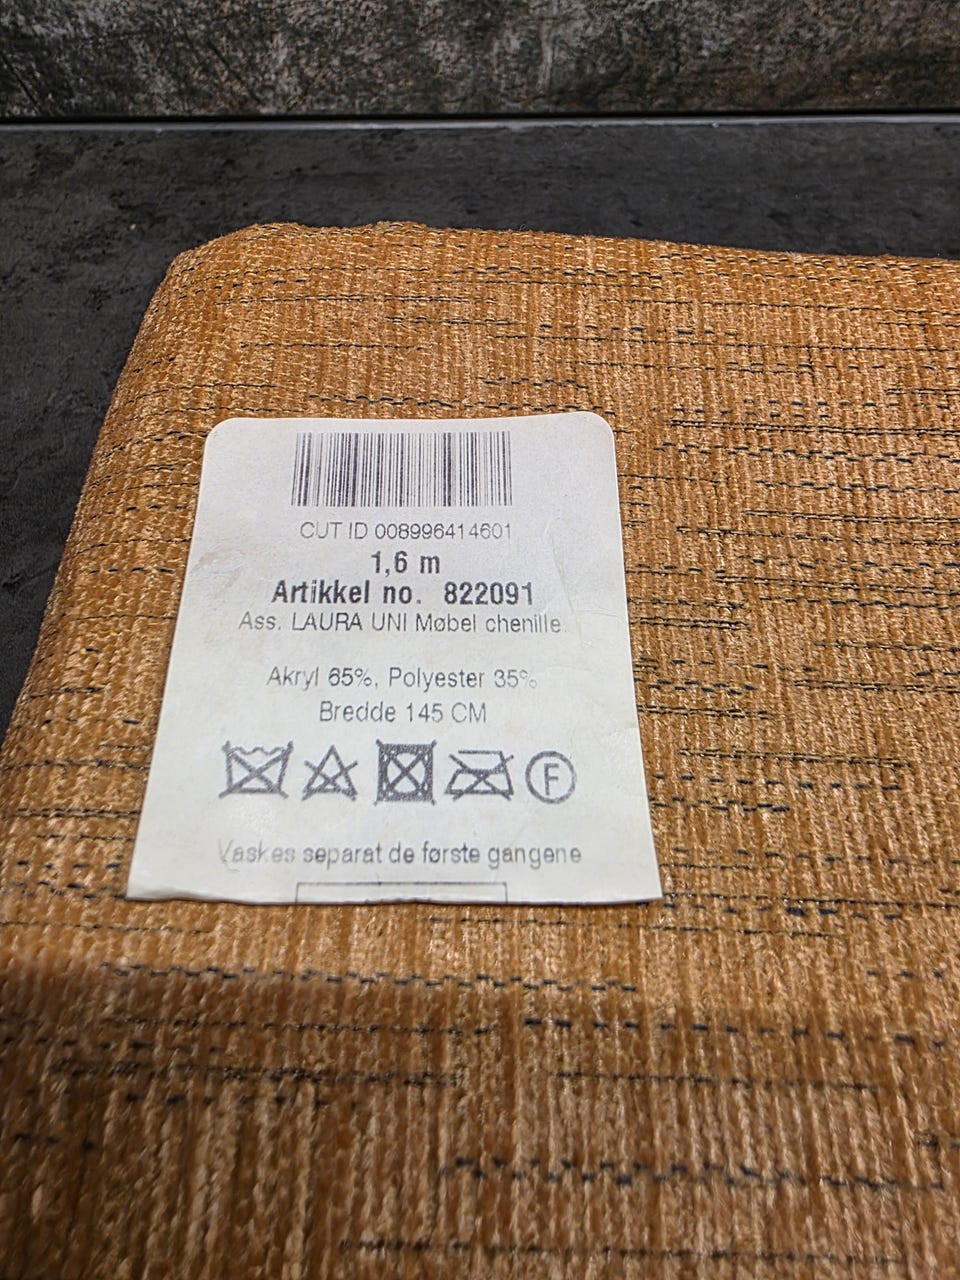 CUT ID 008996414601
1,6 m
Artikkel no. 822091
Ass. LAURA UNI Møbel chenille
Akryl 65%, Polyester 35%
Bredde 145 CM
F
Vaskes separat de første gangene